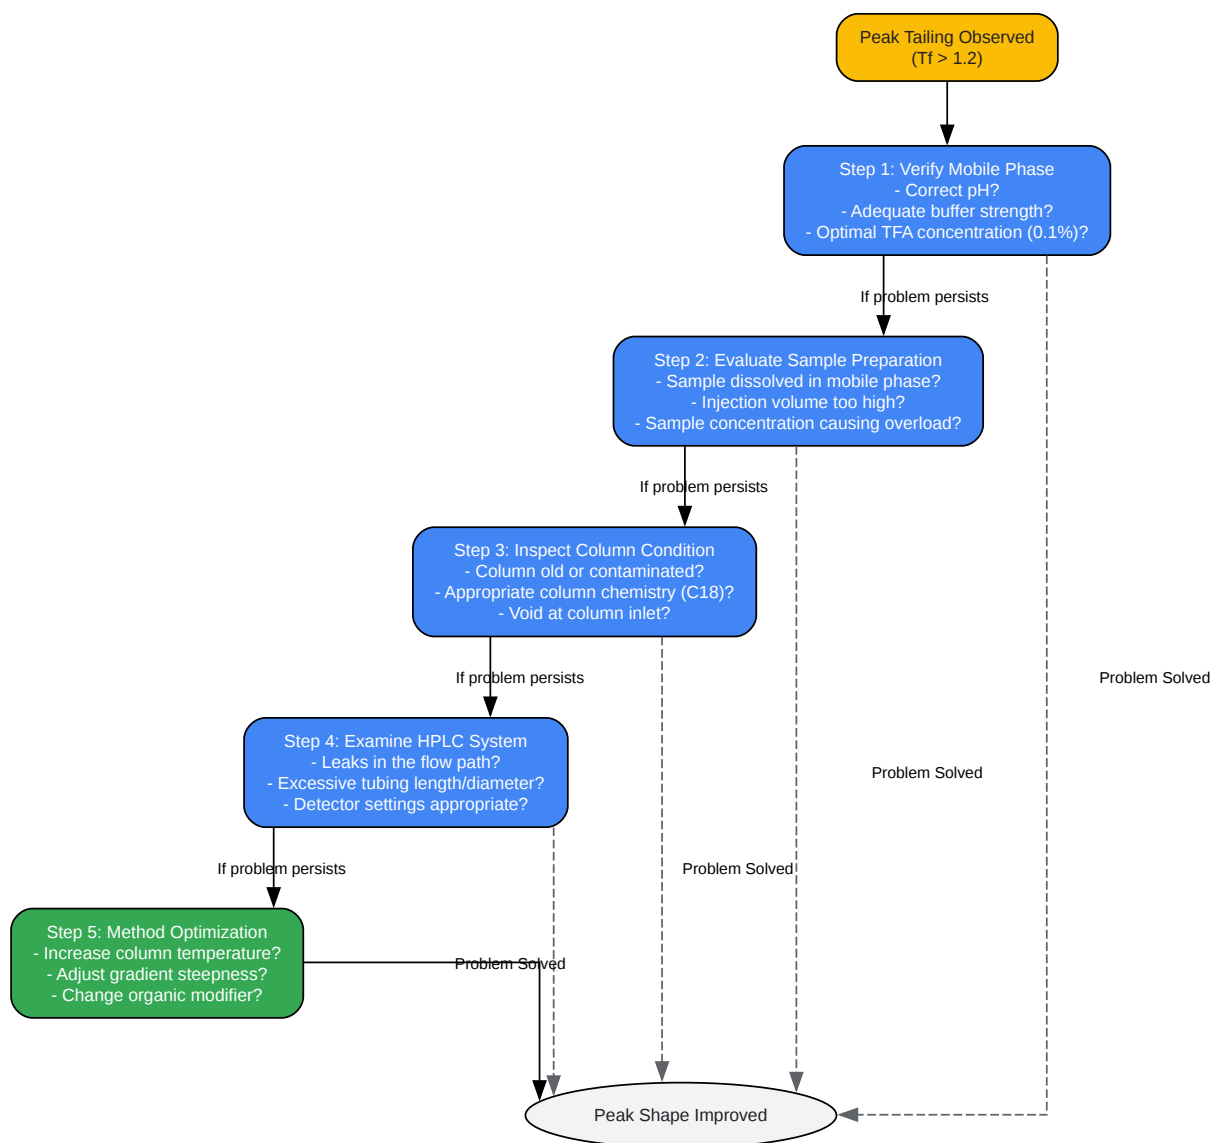 Peak Tailing Observed
(Tf > 1.2)
Step 1: Verify Mobile Phase
- Correct pH?
- Adequate buffer strength?
- Optimal TFA concentration (0.1%)?
If problem persists
Step 2: Evaluate Sample Preparation
- Sample dissolved in mobile phase?
- Injection volume too high?
- Sample concentration causing overload?
If problem persists
Step 3: Inspect Column Condition
- Column old or contaminated?
- Appropriate column chemistry (C18)?
- Void at column inlet?
If problem persists
Problem Solved
Step 4: Examine HPLC System
- Leaks in the flow path?
- Excessive tubing length/diameter?
- Detector settings appropriate?
Problem Solved
If problem persists
Problem Solved
Step 5: Method Optimization
- Increase column temperature?
- Adjust gradient steepness?
- Change organic modifier?
Problem Solved
Peak Shape Improved